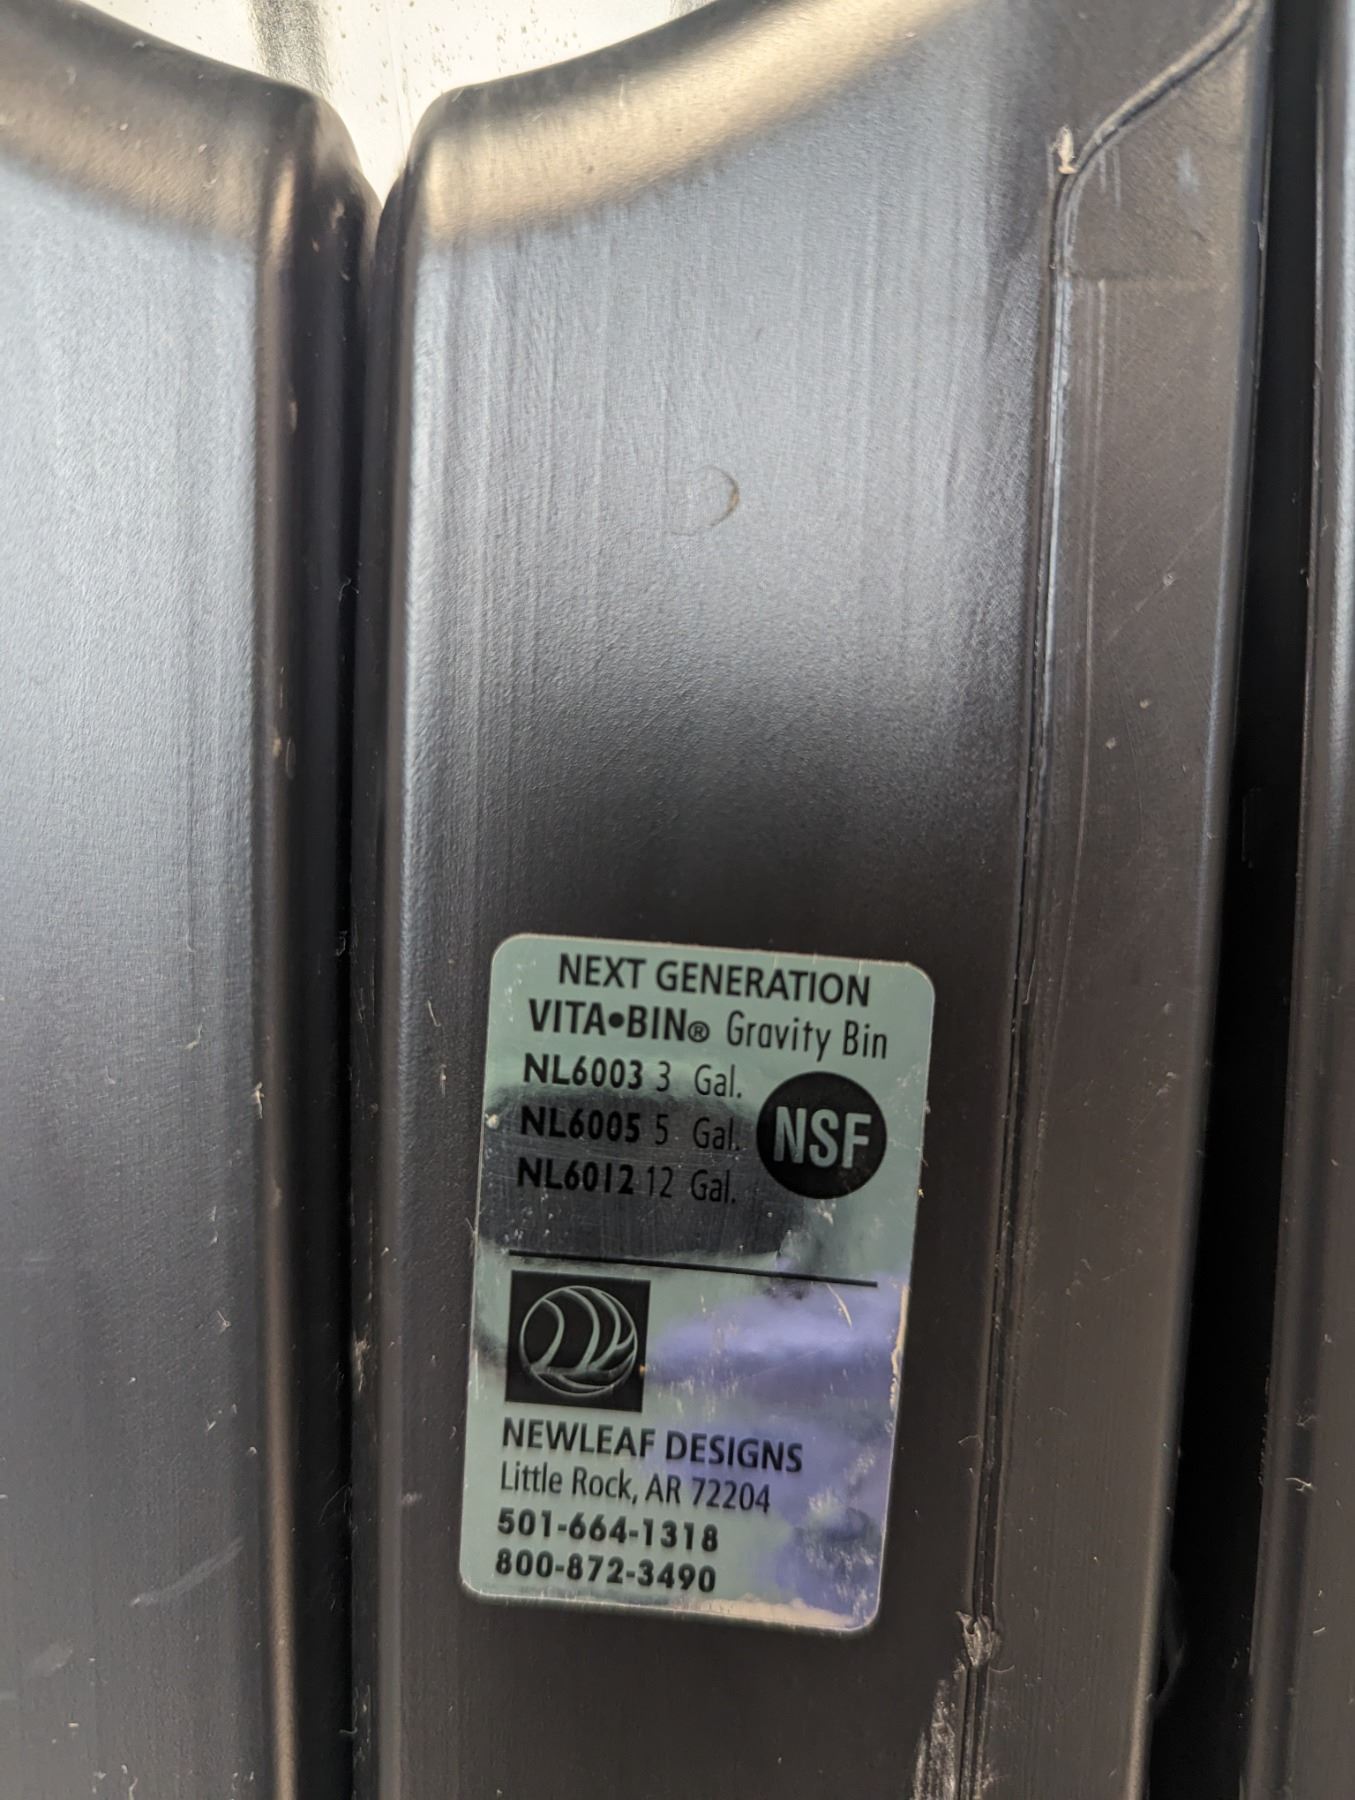 NEXT GENERATION
VITA•BIN® Gravity Bin
NL6003 3 Gal.
NL6005 5 Gal.
NL6012 12 Gal.
NSF
NEWLEAF DESIGNS
Little Rock, AR 72204
501-664-1318
800-872-3490